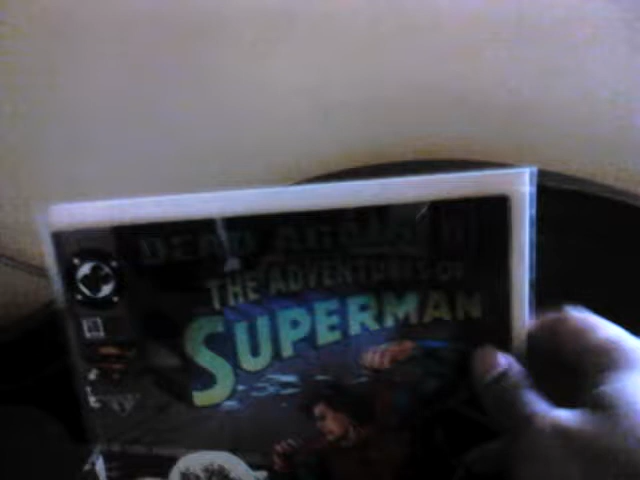 DEAD AGAIN
THE ADVENTURES OF
SUPERMAN